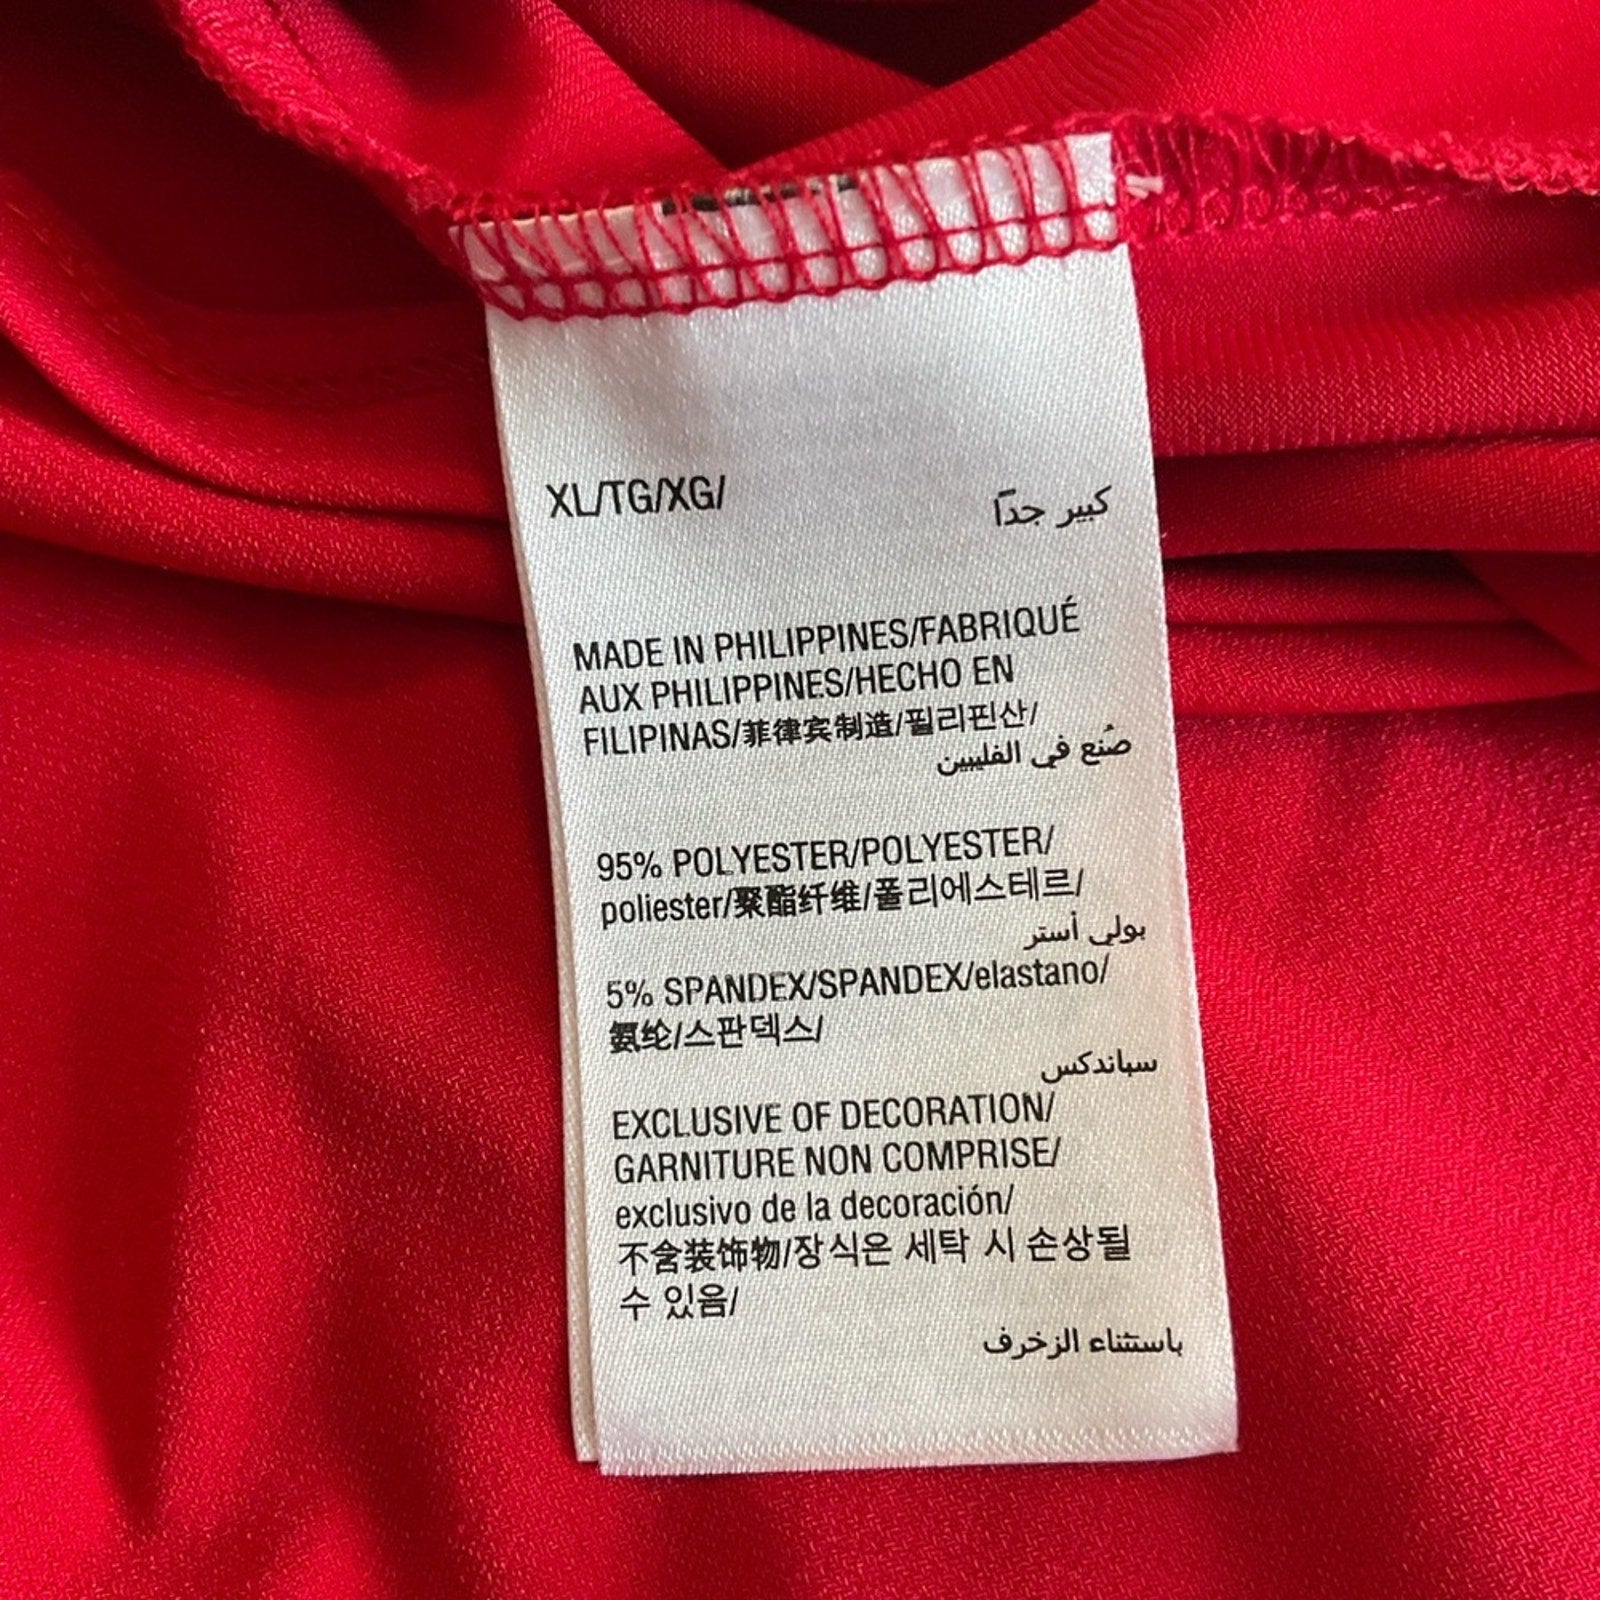 XL/TG/XG/ كبير جدًا
MADE IN PHILIPPINES/FABRIQUÉ
AUX PHILIPPINES/HECHO EN
FILIPINAS/菲律宾制造/필리핀산/
صُنع في الفليبين
95% POLYESTER/POLYESTER/
poliester/聚酯纤维/폴리에스테르/
بولي أستر
5% SPANDEX/SPANDEX/elastano/
氨纶/스판덱스/
سباندكس
EXCLUSIVE OF DECORATION/
GARNITURE NON COMPRISE/
exclusivo de la decoración/
不含装饰物/장식은 세탁 시 손상될
수 있음/
باستثناء الزخرف